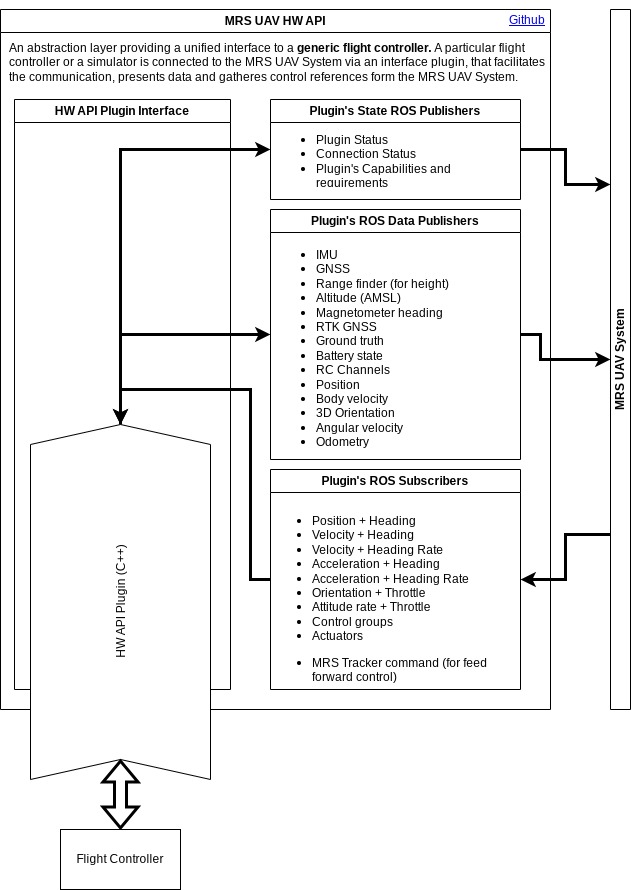 MRS UAV HW API
Github
An abstraction layer providing a unified interface to a generic flight controller. A particular flight
controller or a simulator is connected to the MRS UAV System via an interface plugin, that facilitates
the communication, presents data and gatheres control references form the MRS UAV System.
HW API Plugin Interface
Plugin's State ROS Publishers
Plugin Status
Connection Status
Plugin's Capabilities and
requirements
Plugin's ROS Data Publishers
IMU
GNSS
Range finder (for height)
Altitude (AMSL)
Magnetometer heading
RTK GNSS
Ground truth
Battery state
RC Channels
Position
Body velocity
3D Orientation
Angular velocity
Odometry
MRS UAV System
Plugin's ROS Subscribers
Position + Heading
Velocity + Heading
Velocity + Heading Rate
Acceleration + Heading
Acceleration + Heading Rate
Orientation + Throttle
Attitude rate + Throttle
Control groups
Actuators
MRS Tracker command (for feed
forward control)
HW API Plugin (C++)
Flight Controller